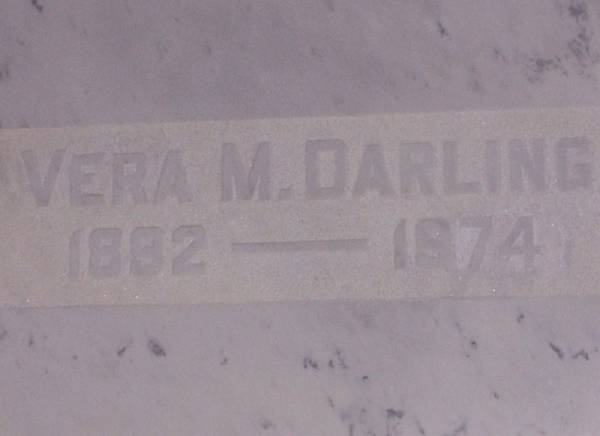 VERA M. DARLING
1892 — 1974